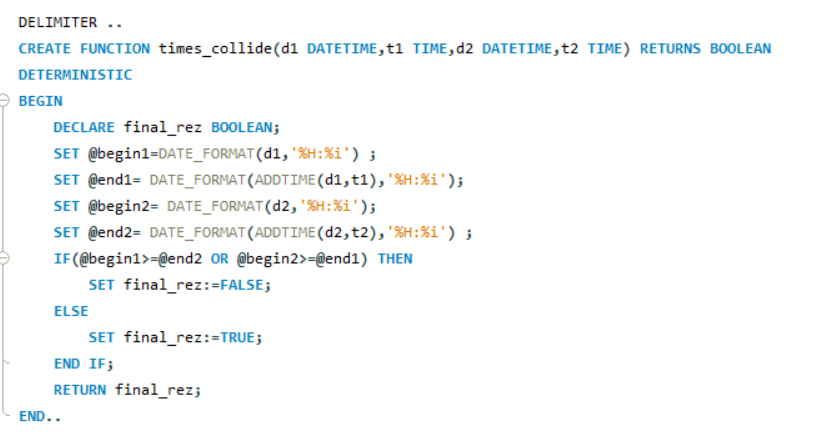 DELIMITER ..
CREATE FUNCTION times_collide(d1 DATETIME,t1 TIME,d2 DATETIME,t2 TIME) RETURNS BOOLEAN
DETERMINISTIC
BEGIN
    DECLARE final_rez BOOLEAN;
    SET @begin1=DATE_FORMAT(d1,'%H:%i') ;
    SET @end1= DATE_FORMAT(ADDTIME(d1,t1),'%H:%i');
    SET @begin2= DATE_FORMAT(d2,'%H:%i');
    SET @end2= DATE_FORMAT(ADDTIME(d2,t2),'%H:%i') ;
    IF(@begin1>=@end2 OR @begin2>=@end1) THEN
        SET final_rez:=FALSE;
    ELSE
        SET final_rez:=TRUE;
    END IF;
    RETURN final_rez;
END..